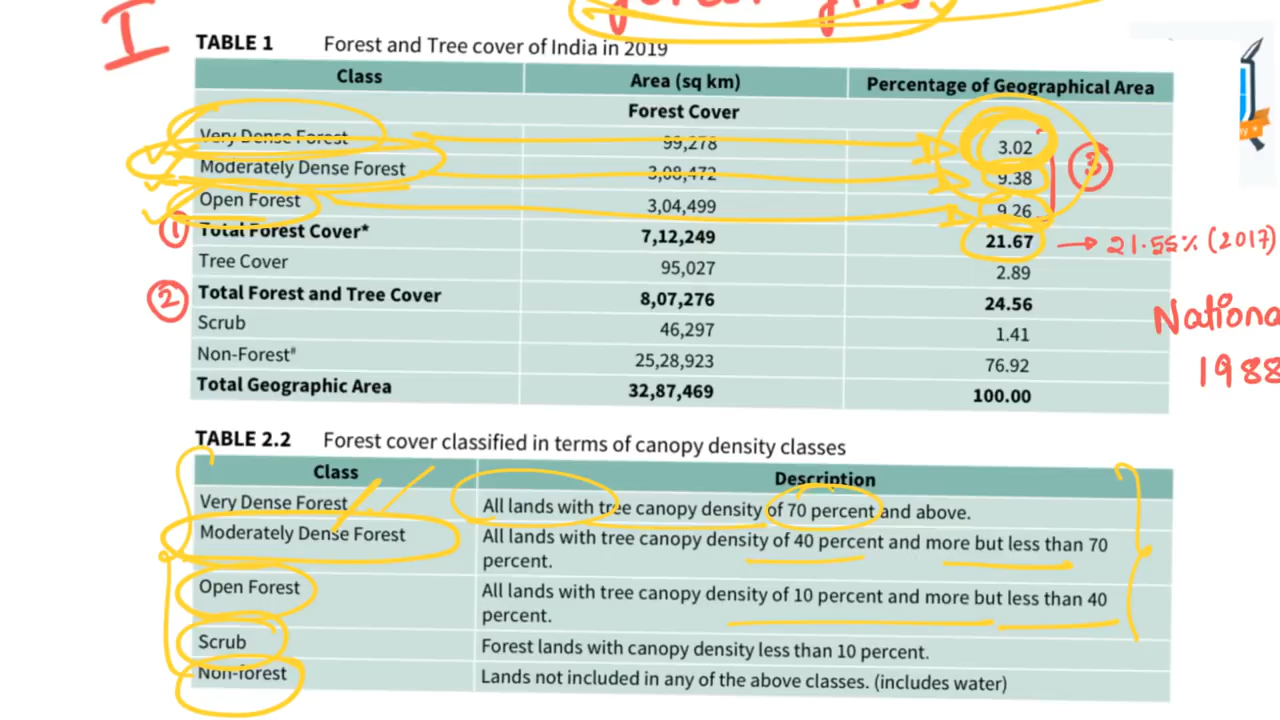 forest
I
TABLE 1 Forest and Tree cover of India in 2019
Class Area (sq km) Percentage of Geographical Area
Forest Cover
Very Dense Forest 99,278 3.02
Moderately Dense Forest 3,08,472 9.38 3
Open Forest 3,04,499 9.26
1 Total Forest Cover* 7,12,249 21.67 → 21.55% (2017)
Tree Cover 95,027 2.89
2 Total Forest and Tree Cover 8,07,276 24.56
Scrub 46,297 1.41 Nationa
Non-Forest# 25,28,923 76.92 1988
Total Geographic Area 32,87,469 100.00
TABLE 2.2 Forest cover classified in terms of canopy density classes
Class Description
Very Dense Forest All lands with tree canopy density of 70 percent and above.
Moderately Dense Forest All lands with tree canopy density of 40 percent and more but less than 70
percent.
Open Forest All lands with tree canopy density of 10 percent and more but less than 40
percent.
Scrub Forest lands with canopy density less than 10 percent.
Non-forest Lands not included in any of the above classes. (includes water)